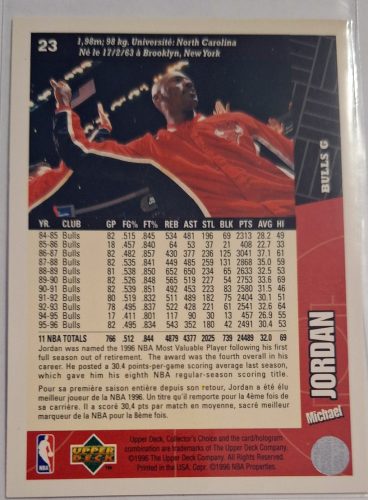 23
1,98m; 98 kg. Université: North Carolina
Né le 17/2/63 à Brooklyn, New York
BULLS G
JORDAN
Michael
YR. CLUB GP FG% FT% REB AST STL BLK PTS AVG HI
84-85 Bulls 82 .515 .845 534 481 196 69 2313 28.2 49
85-86 Bulls 18 .457 .840 64 53 37 21 408 22.7 33
86-87 Bulls 82 .482 .857 430 377 236 125 3041 37.1 61
87-88 Bulls 82 .535 .841 449 485 259 131 2868 35.0 59
88-89 Bulls 81 .538 .850 652 650 234 65 2633 32.5 53
89-90 Bulls 82 .526 .848 565 519 227 54 2753 33.6 69
90-91 Bulls 82 .539 .851 492 453 223 83 2580 31.5 46
91-92 Bulls 80 .519 .832 511 489 182 75 2404 30.1 51
92-93 Bulls 78 .495 .837 522 428 221 61 2541 32.6 64
94-95 Bulls 17 .411 .801 117 90 30 13 457 26.9 55
95-96 Bulls 82 .495 .834 543 352 180 42 2491 30.4 53
11 NBA TOTALS 766 .512 .844 4879 4377 2025 739 24489 32.0 69
Jordan was named the 1996 NBA Most Valuable Player following his first
full season out of retirement. The award was the fourth overall in his
career. He posted a 30.4 points-per-game scoring average last season,
which gave him his eighth NBA regular-season scoring title.
Pour sa première saison entière depuis son retour, Jordan a été élu
meilleur joueur de la NBA 1996. Un titre qu'il remporte pour la 4ème fois de
sa carrière. Il a scoré 30,4 pts par match en moyenne, sacré meilleur
marqueur de la NBA pour la 8ème fois.
NBA
UPPER DECK
TM
Upper Deck, Collector's Choice and the card/hologram
combination are trademarks of The Upper Deck Company.
©1996 The Upper Deck Company. All Rights Reserved.
Printed in the USA. Copr. ©1996 NBA Properties.